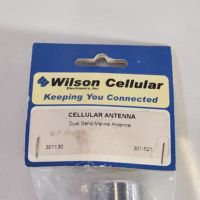 Wilson Cellular
Electronics, Inc
Keeping You Connected
CELLULAR ANTENNA
Dual Band Marine Antenna
301130 301-521